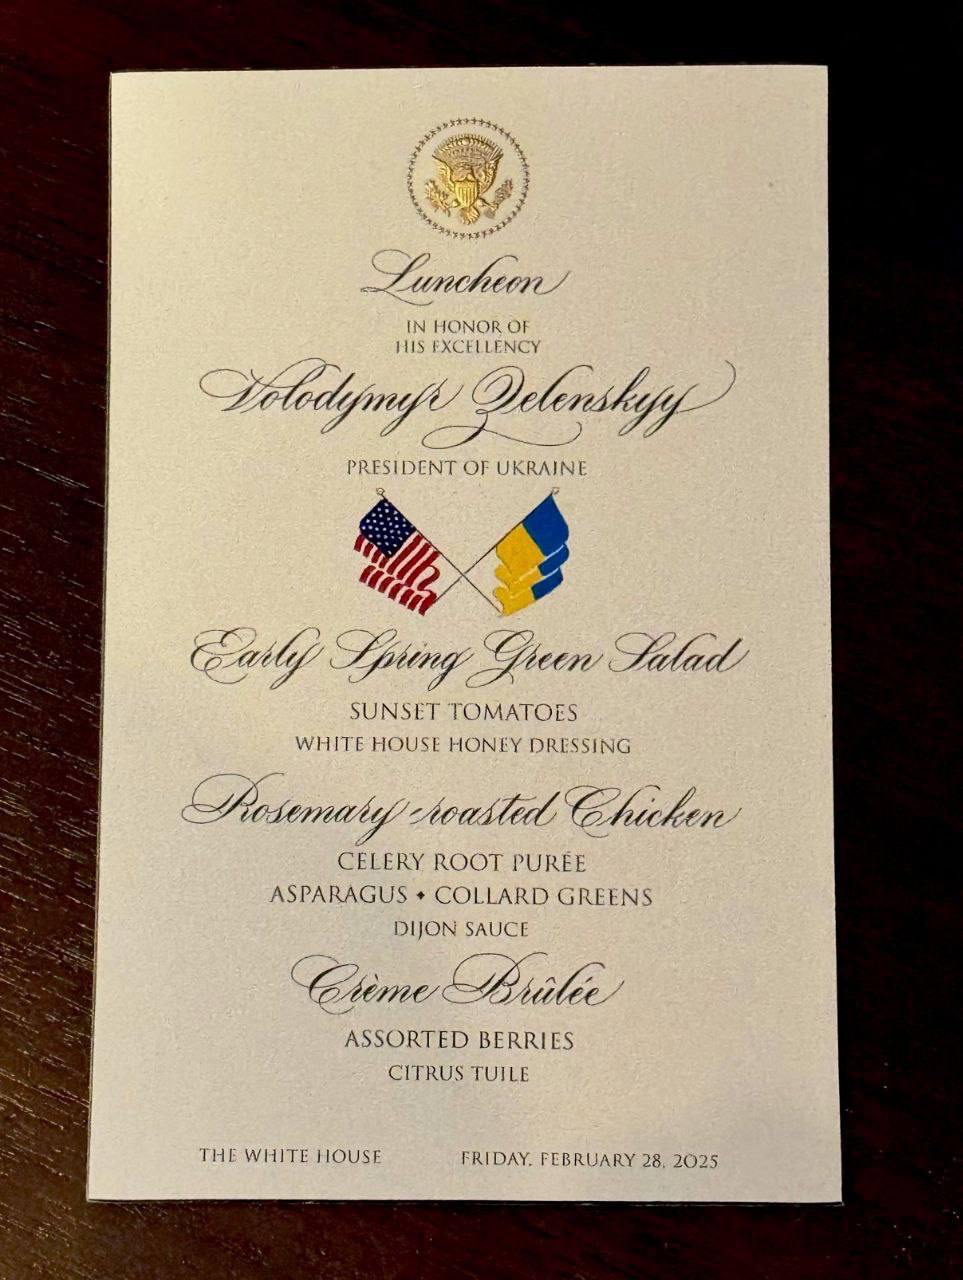 Luncheon
IN HONOR OF
HIS EXCELLENCY
Volodymyr Zelenskyy
PRESIDENT OF UKRAINE
Early Spring Green Salad
SUNSET TOMATOES
WHITE HOUSE HONEY DRESSING
Rosemary-roasted Chicken
CELERY ROOT PURÉE
ASPARAGUS • COLLARD GREENS
DIJON SAUCE
Crème Brûlée
ASSORTED BERRIES
CITRUS TUILE
THE WHITE HOUSE
FRIDAY, FEBRUARY 28, 2025